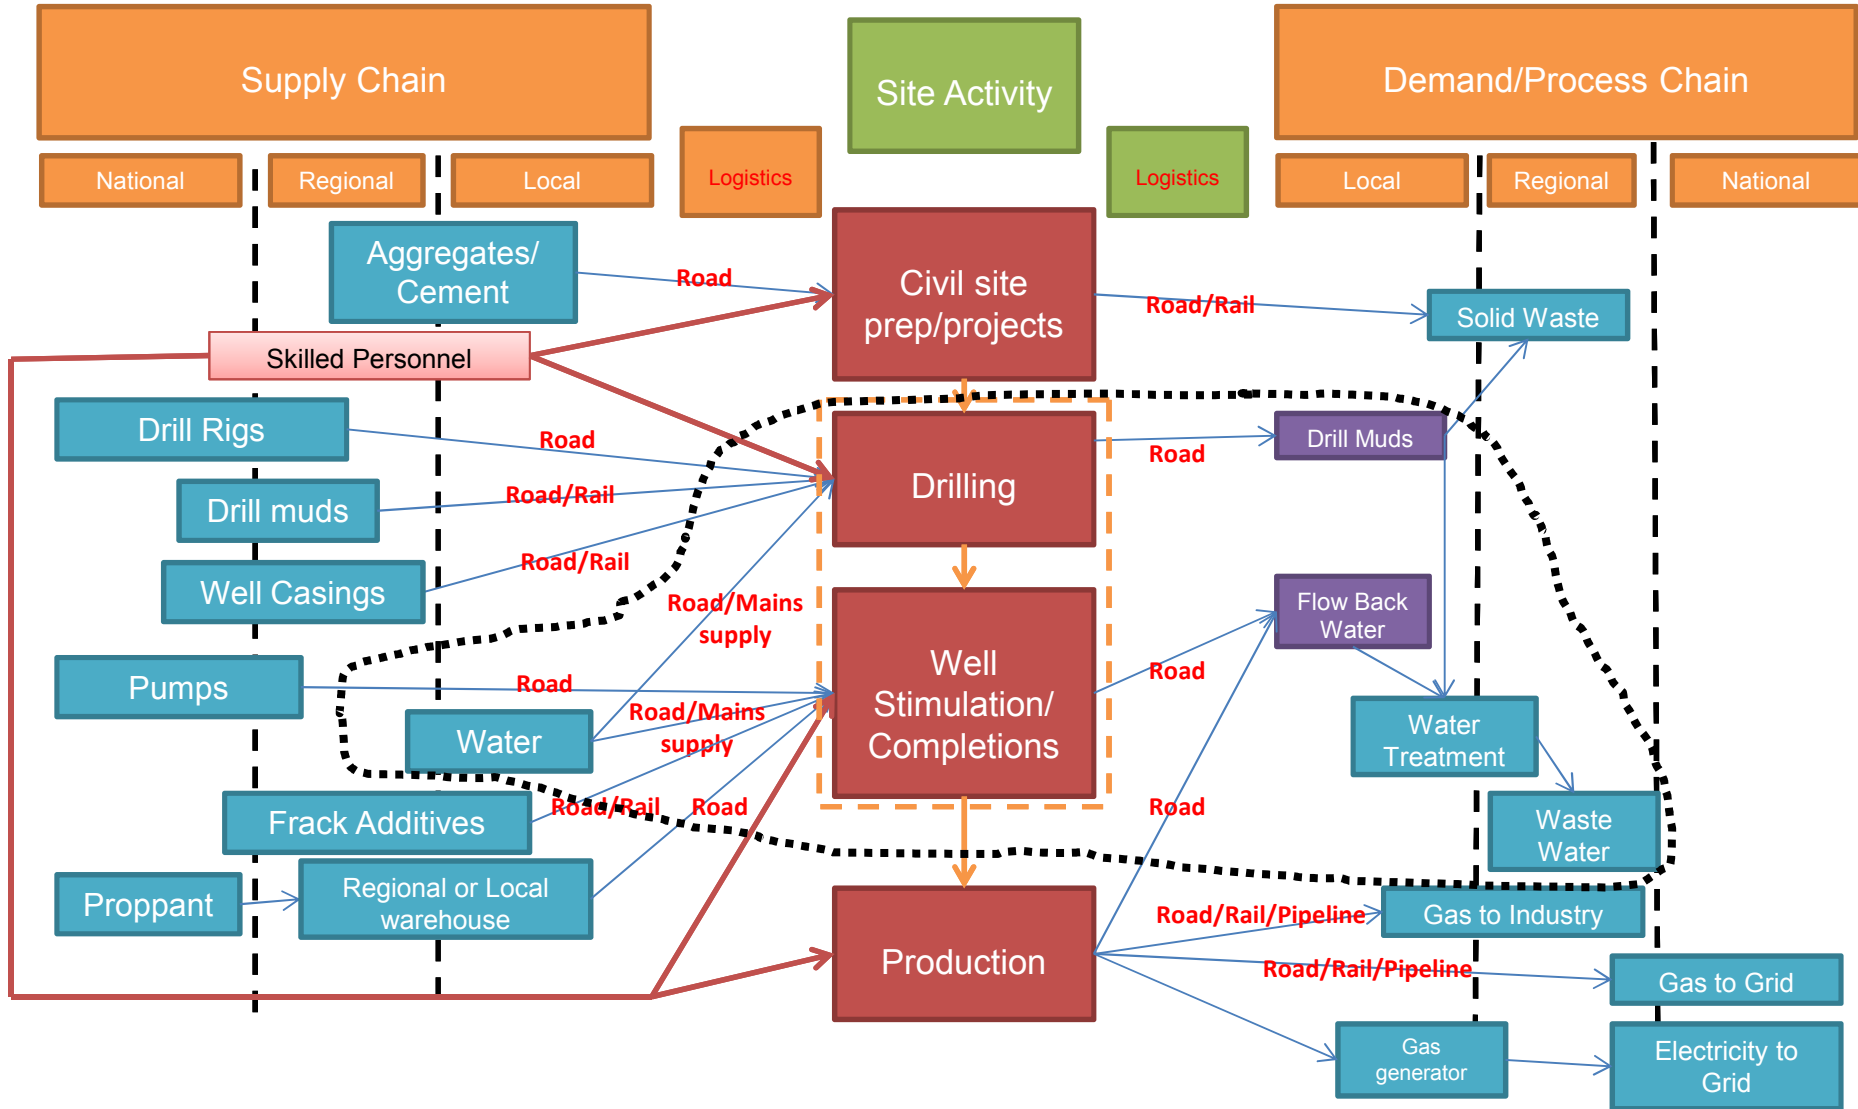 Supply Chain
Site Activity
Demand/Process Chain
National
Regional
Local
Logistics
Logistics
Local
Regional
National
Aggregates/
Cement
Road
Civil site
prep/projects
Road/Rail
Solid Waste
Skilled Personnel
Drill Rigs
Road
Drilling
Road
Drill Muds
Drill muds
Road/Rail
Well Casings
Road/Rail
Road/Mains
supply
Flow Back
Water
Pumps
Road
Well
Stimulation/
Completions
Road
Water
Road/Mains
supply
Water
Treatment
Frack Additives
Road/Rail
Road
Road
Waste
Water
Proppant
Regional or Local
warehouse
Production
Road/Rail/Pipeline
Gas to Industry
Road/Rail/Pipeline
Gas to Grid
Gas
generator
Electricity to
Grid